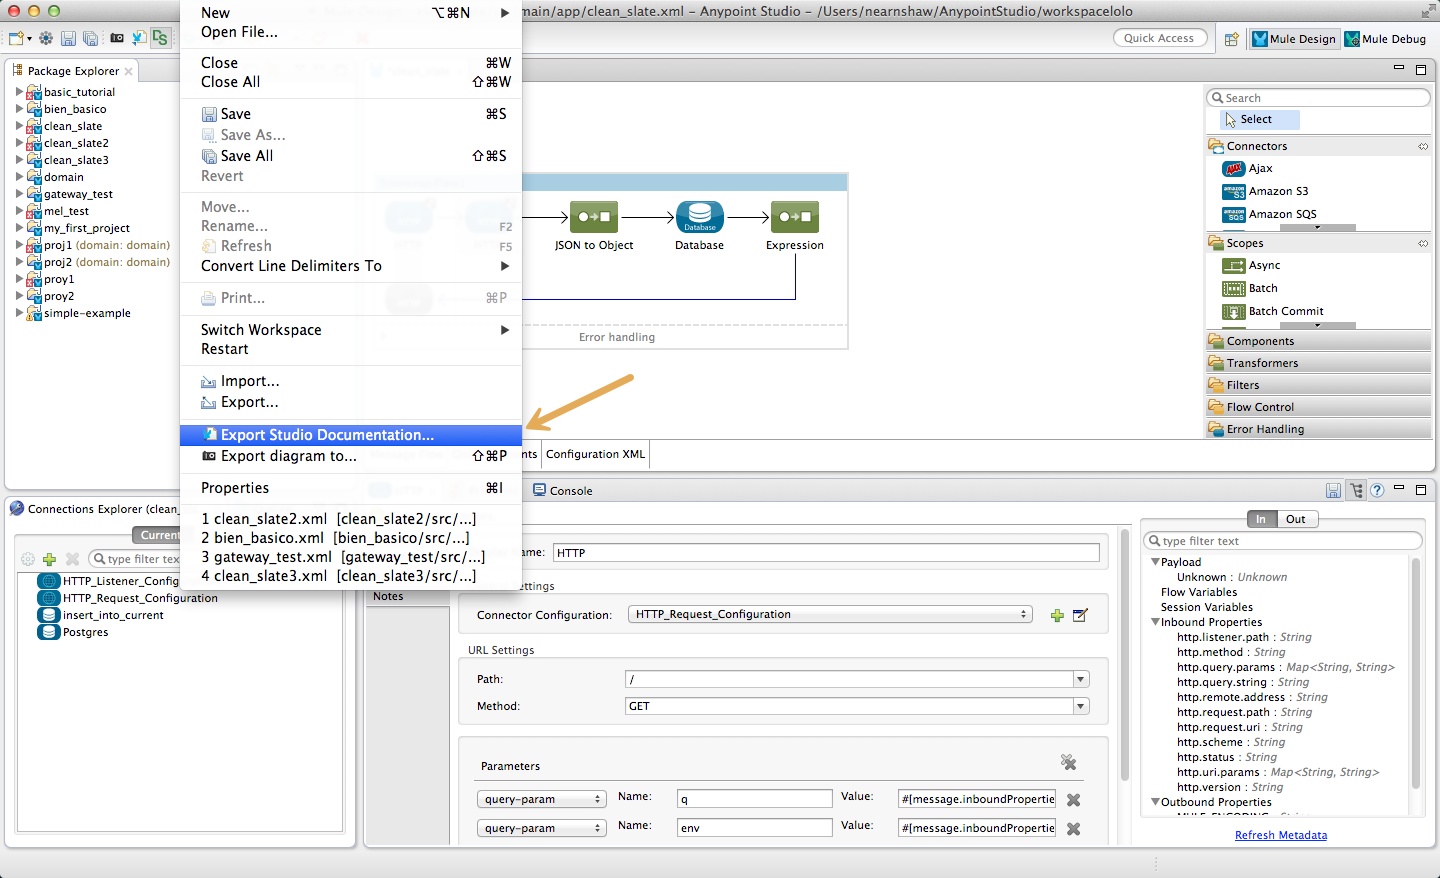 main/app/clean_slate.xml – Anypoint Studio – /Users/nearnshaw/AnypointStudio/workspacelolo
Quick Access
Mule Design
Mule Debug
New ⌥⌘N
Open File...
Close ⌘W
Close All ⇧⌘W
Save ⌘S
Save As...
Save All ⇧⌘S
Revert
Move...
Rename... F2
Refresh F5
Convert Line Delimiters To
Print... ⌘P
Switch Workspace
Restart
Import...
Export...
Export Studio Documentation...
Export diagram to... ⇧⌘P
Properties ⌘I
1 clean_slate2.xml [clean_slate2/src/...]
2 bien_basico.xml [bien_basico/src/...]
3 gateway_test.xml [gateway_test/src/...]
4 clean_slate3.xml [clean_slate3/src/...]
Package Explorer
basic_tutorial
bien_basico
clean_slate
clean_slate2
clean_slate3
domain
gateway_test
mel_test
my_first_project
proj1 (domain: domain)
proj2 (domain: domain)
proy1
proy2
simple-example
JSON to Object
Database
Database
Expression
Error handling
nts
Configuration XML
Search
Select
Connectors
Ajax
amazon S3
Amazon S3
amazon SQS
Amazon SQS
Scopes
Async
Batch
Batch Commit
Components
Transformers
Filters
Flow Control
Error Handling
Connections Explorer (clean_
Current
type filter text
HTTP_Listener_Config
HTTP_Request_Configuration
insert_into_current
Postgres
Console
Notes
Name: HTTP
ettings
Connector Configuration: HTTP_Request_Configuration
URL Settings
Path: /
Method: GET
Parameters
query-param Name: q Value: #[message.inboundPropertie
query-param Name: env Value: #[message.inboundPropertie
In Out
type filter text
Payload
Unknown : Unknown
Flow Variables
Session Variables
Inbound Properties
http.listener.path : String
http.method : String
http.query.params : Map<String, String>
http.query.string : String
http.remote.address : String
http.request.path : String
http.request.uri : String
http.scheme : String
http.status : String
http.uri.params : Map<String, String>
http.version : String
Outbound Properties
Refresh Metadata